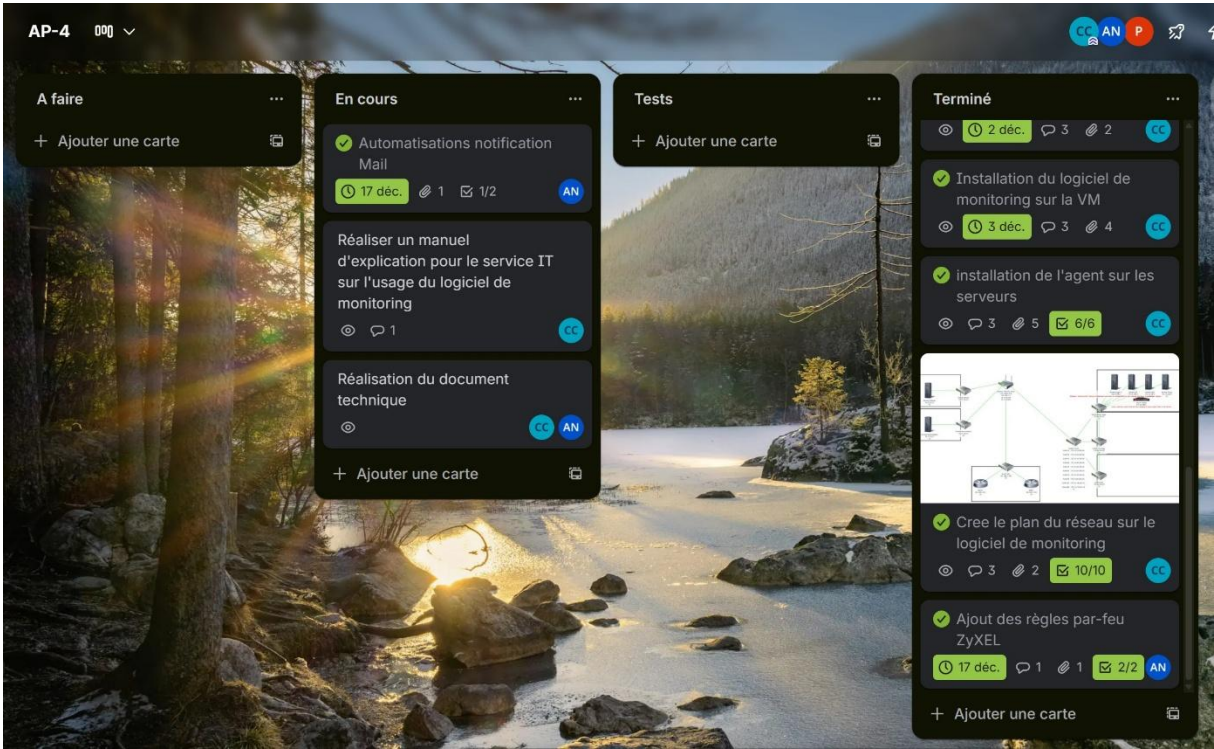 AP-4
CC AN P
A faire
+ Ajouter une carte
En cours
Automatisations notification
Mail
17 déc. 1 1/2 AN
Réaliser un manuel
d'explication pour le service IT
sur l'usage du logiciel de
monitoring
1 CC
Réalisation du document
technique
CC AN
+ Ajouter une carte
Tests
+ Ajouter une carte
Terminé
2 déc. 3 2 CC
Installation du logiciel de
monitoring sur la VM
3 déc. 3 4 CC
installation de l'agent sur les
serveurs
3 5 6/6 CC
Cree le plan du réseau sur le
logiciel de monitoring
3 2 10/10 CC
Ajout des règles par-feu
ZyXEL
17 déc. 1 1 2/2 AN
+ Ajouter une carte